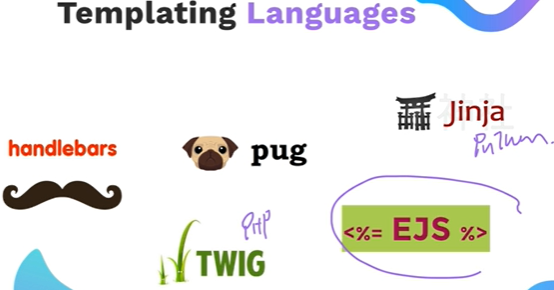 Templating Languages
Jinja
Python.
handlebars
pug
PHP
TWIG
<%= EJS %>